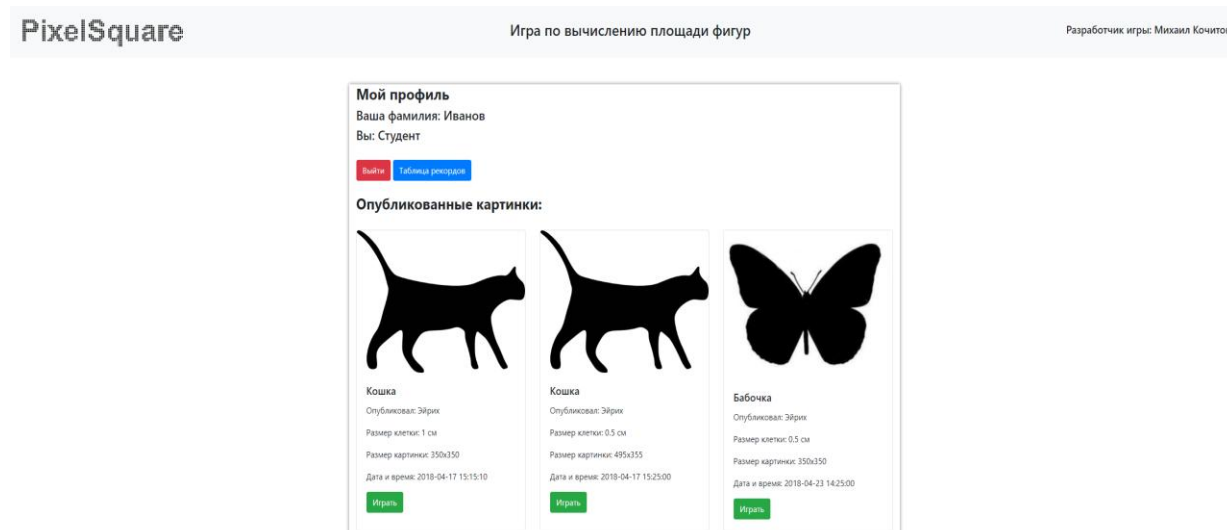 PixelSquare
Игра по вычислению площади фигур
Разработчик игры: Михаил Кочитов
Мой профиль
Ваша фамилия: Иванов
Вы: Студент
Выйти Таблица рекордов
Опубликованные картинки:
Кошка
Опубликовал: Эйрих
Размер клетки: 1 см
Размер картинки: 350x350
Дата и время: 2018-04-17 15:15:10
Играть
Кошка
Опубликовал: Эйрих
Размер клетки: 0.5 см
Размер картинки: 495x355
Дата и время: 2018-04-17 15:25:00
Играть
Бабочка
Опубликовал: Эйрих
Размер клетки: 0.5 см
Размер картинки: 350x350
Дата и время: 2018-04-23 14:25:00
Играть